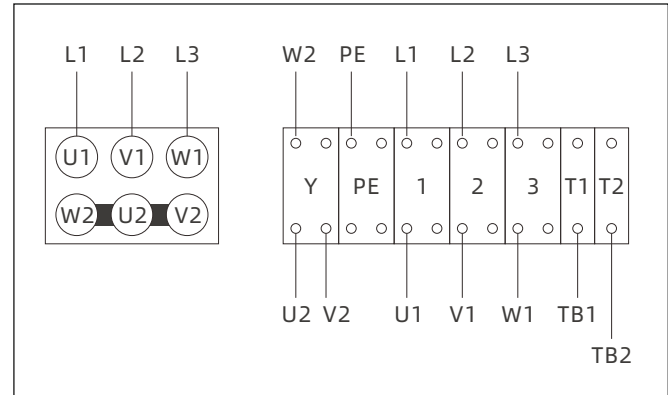 L1 L2 L3 W2 PE L1 L2 L3
U1 V1 W1
Y PE 1 2 3 T1 T2
W2 U2 V2
U2 V2 U1 V1 W1 TB1
TB2